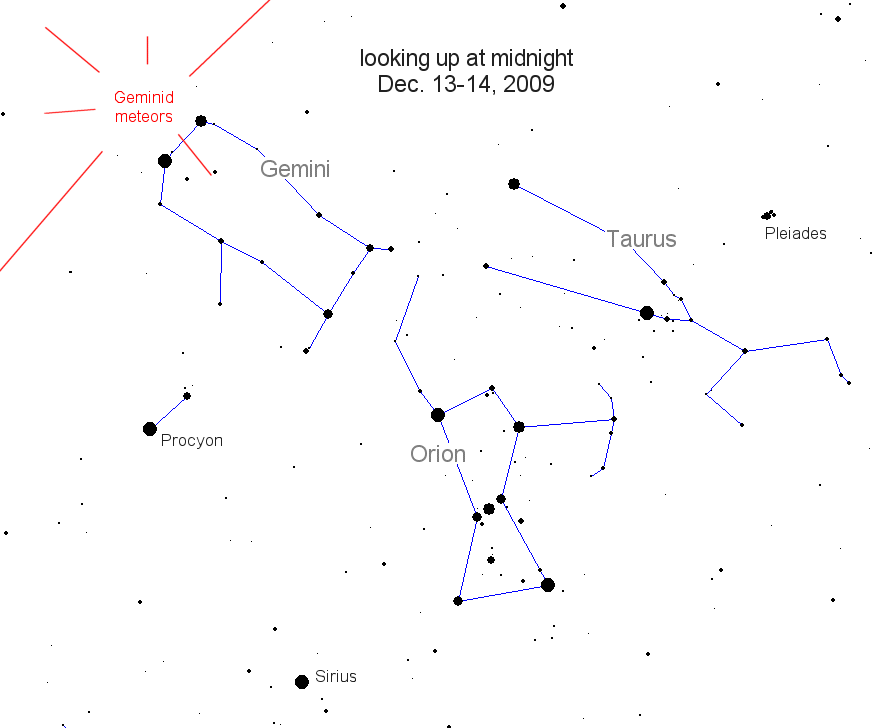 looking up at midnight
Dec. 13-14, 2009
Geminid
meteors
Gemini
Taurus
Pleiades
Procyon
Orion
Sirius